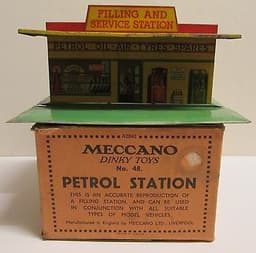 FILLING AND
SERVICE STATION
PETROL-OIL-AIR-TYRES-SPARES
MECCANO
DINKY TOYS
No. 48.
PETROL STATION
THIS IS AN ACCURATE REPRODUCTION OF
A FILLING STATION, AND CAN BE USED
IN CONJUNCTION WITH ALL SUITABLE
TYPES OF MODEL VEHICLES.
Manufactured in England by MECCANO LTD., LIVERPOOL